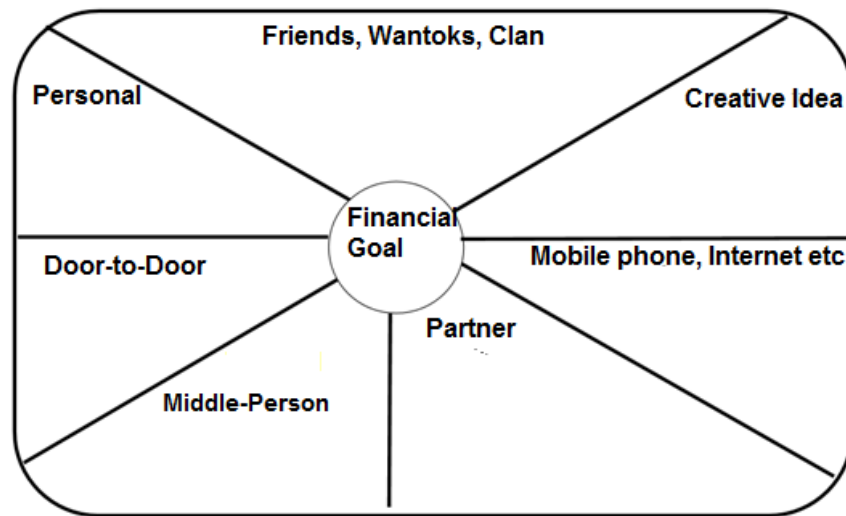 Friends, Wantoks, Clan
Personal
Creative Idea
Financial
Goal
Door-to-Door
Mobile phone, Internet etc
Partner
Middle-Person